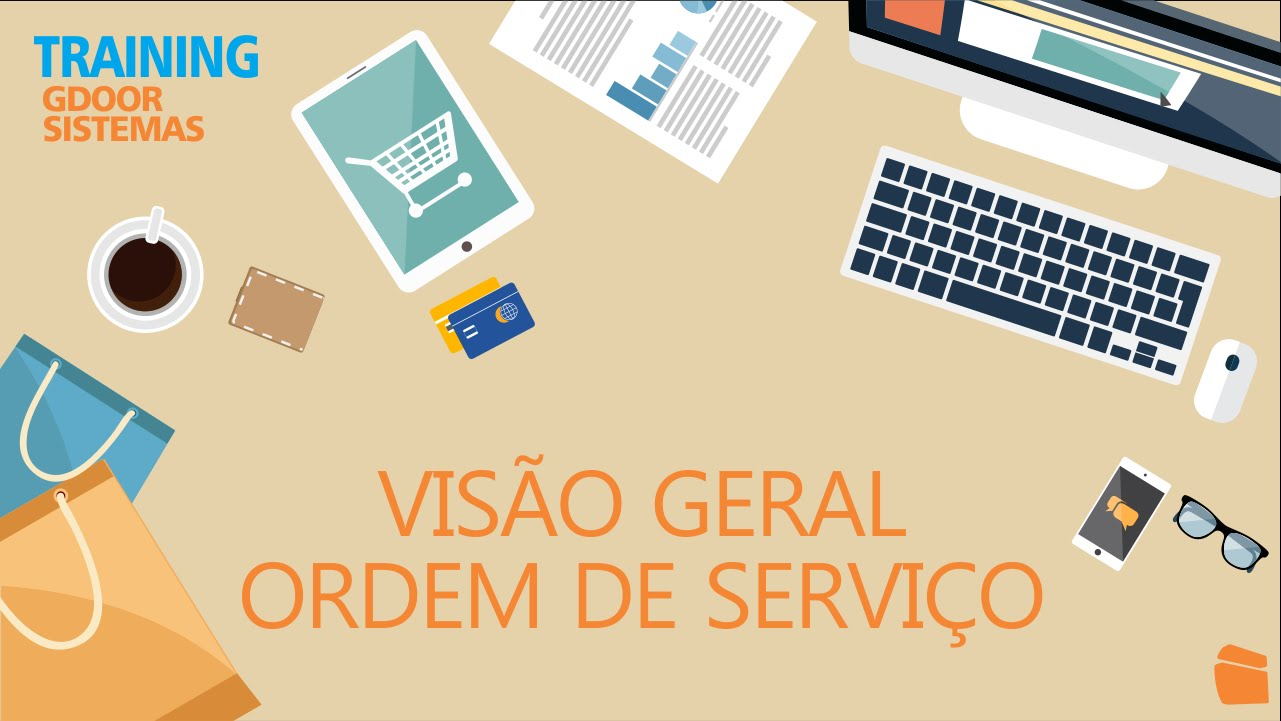 TRAINING
GDOOR
SISTEMAS
VISÃO GERAL
ORDEM DE SERVIÇO